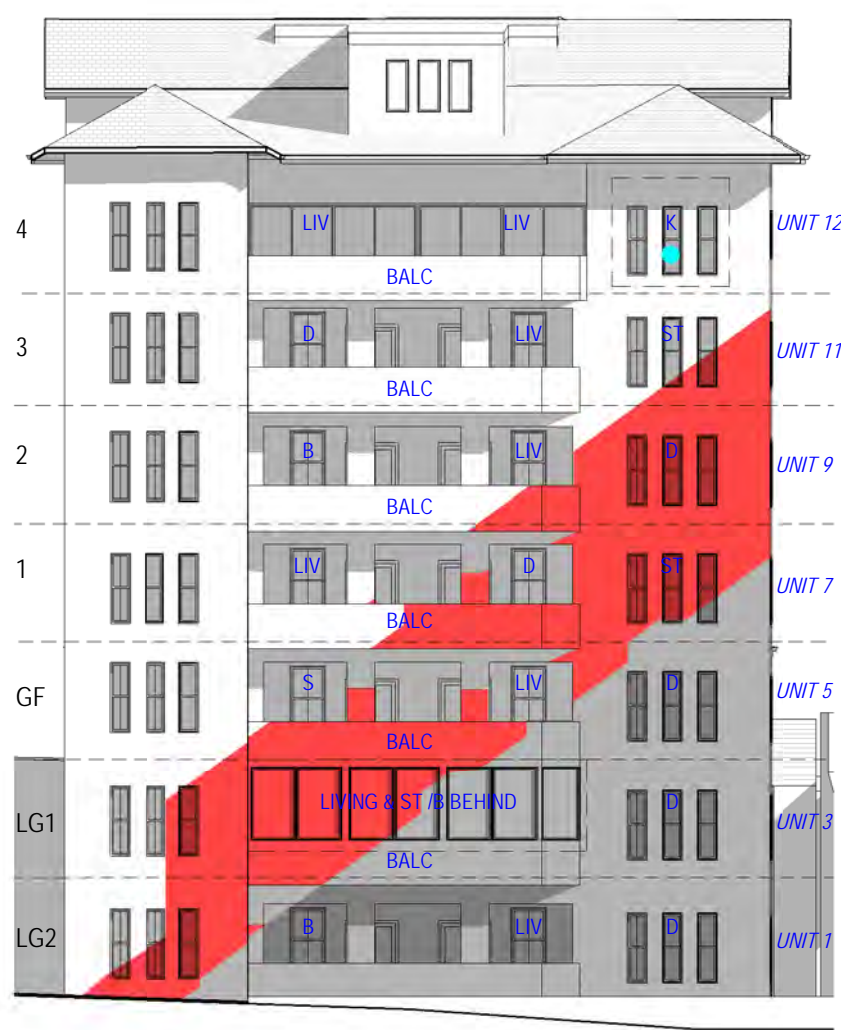 4 LIV LIV K UNIT 12
BALC
3 D LIV ST UNIT 11
BALC
2 B LIV D UNIT 9
BALC
1 LIV D ST UNIT 7
BALC
GF S LIV D UNIT 5
BALC
LG1 LIVING & ST /B BEHIND D UNIT 3
BALC
LG2 B LIV D UNIT 1